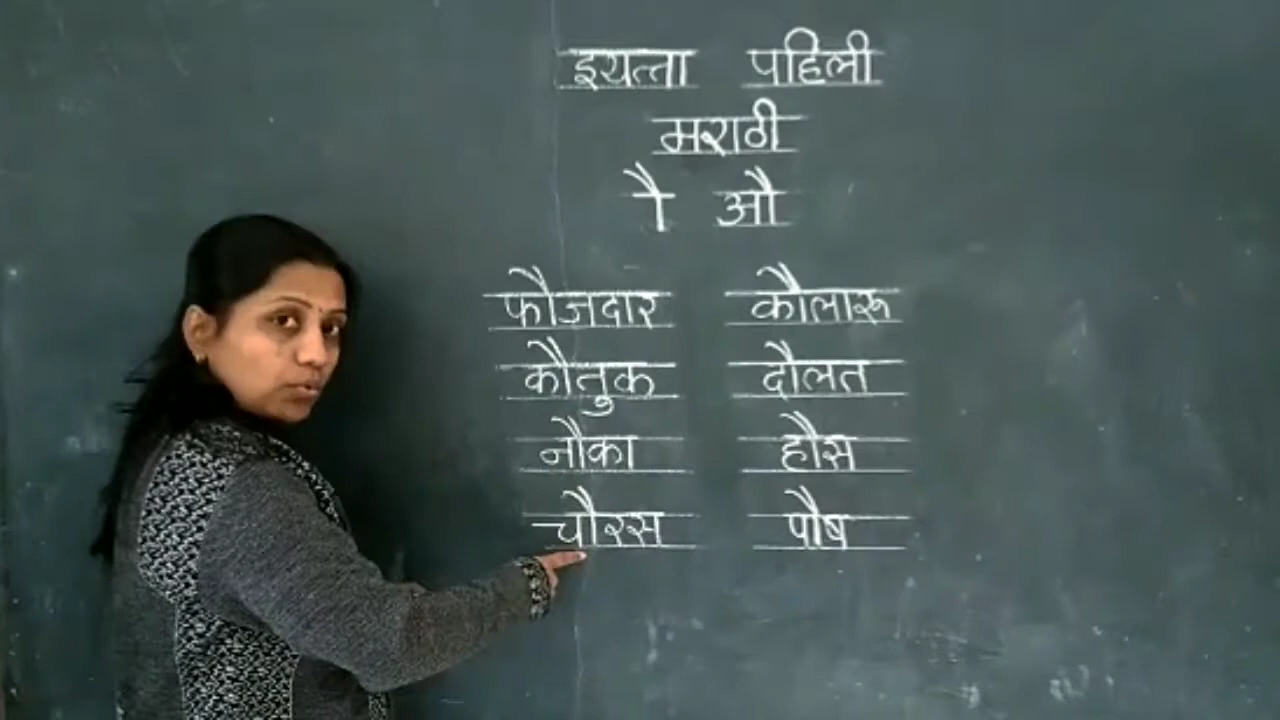 इयत्ता पहिली
मराठी
ौ औ
फौजदार कौलारू
कौतुक दौलत
नौका हौस
चौरस पौष